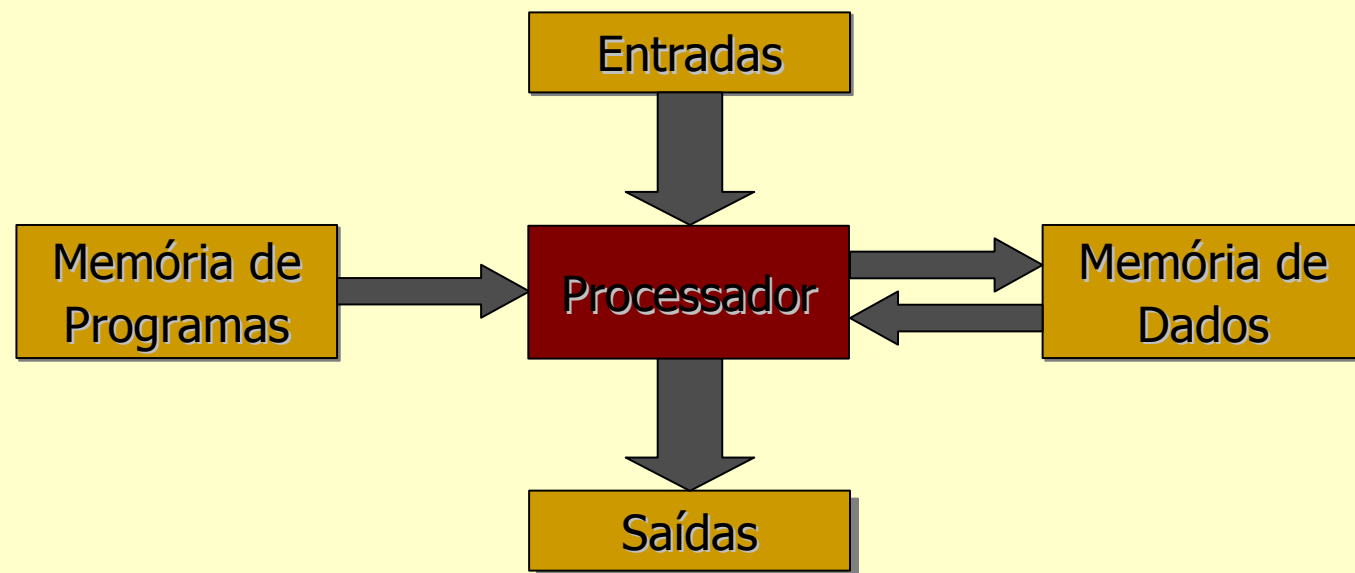 Entradas
Memória de
Programas
Processador
Memória de
Dados
Saídas